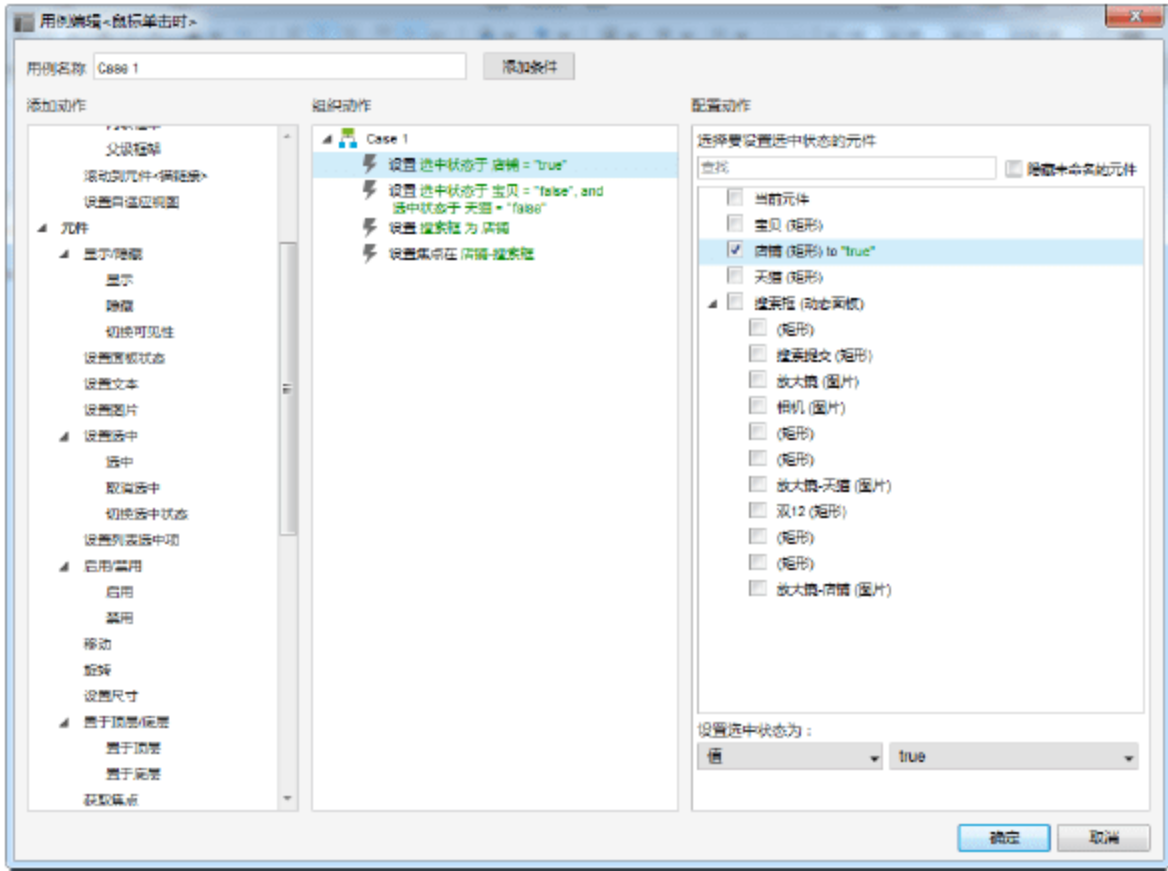 用例编辑<鼠标单击时>
用例名称 Case 1 添加条件
添加动作
父级框架
滚动到元件<锚链接>
设置自适应视图
元件
显示/隐藏
显示
隐藏
切换可见性
设置面板状态
设置文本
设置图片
设置选中
选中
取消选中
切换选中状态
设置列表选中项
启用/禁用
启用
禁用
移动
旋转
设置尺寸
置于顶层/底层
置于顶层
置于底层
获取焦点
组织动作
Case 1
设置 选中状态于 店铺 = "true"
设置 选中状态于 宝贝 = "false", and
选中状态于 天猫 = "false"
设置 搜索框 为 店铺
设置焦点在 店铺-搜索框
配置动作
选择要设置选中状态的元件
查找 隐藏未命名的元件
当前元件
宝贝 (矩形)
店铺 (矩形) to "true"
天猫 (矩形)
搜索框 (动态面板)
(矩形)
搜索提交 (矩形)
放大镜 (图片)
相机 (图片)
(矩形)
(矩形)
放大镜-天猫 (图片)
双12 (矩形)
(矩形)
(矩形)
放大镜-店铺 (图片)
设置选中状态为：
值 true
确定 取消